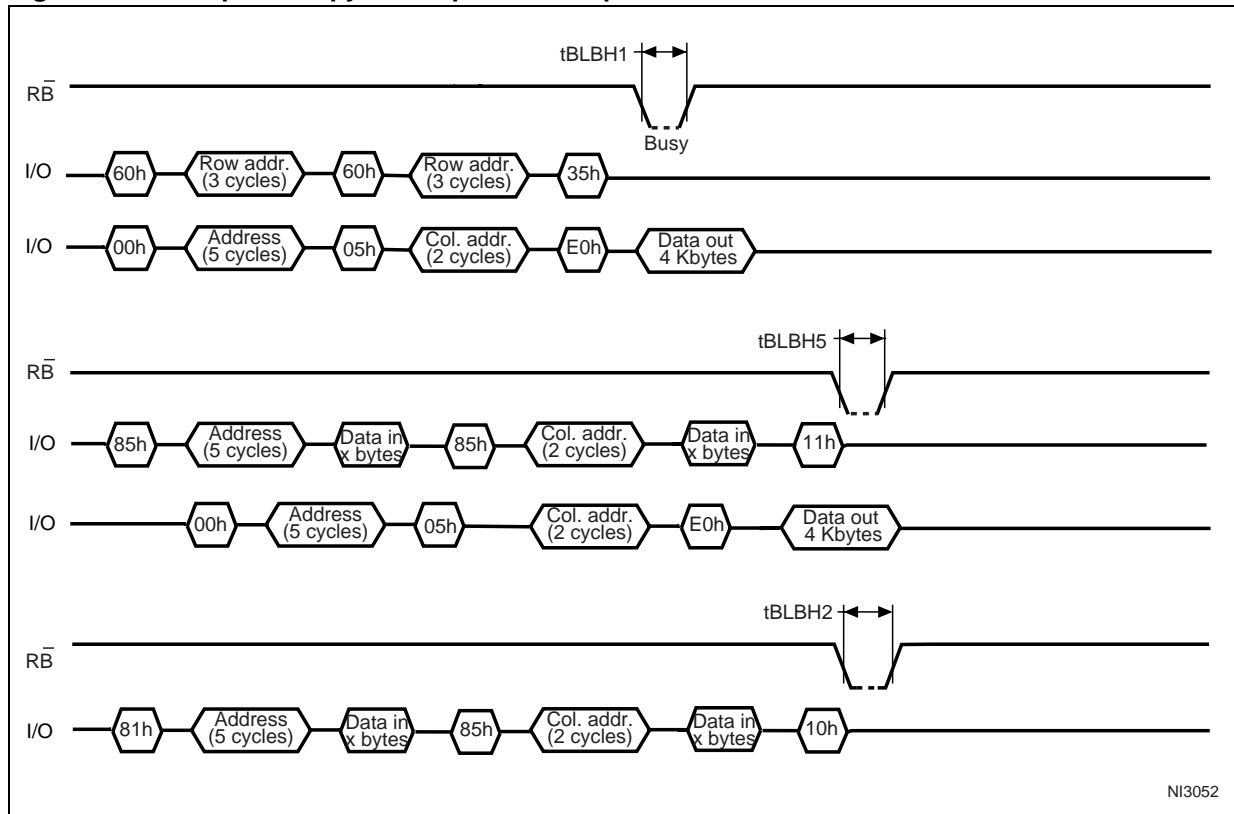 tBLBH1
RB̅
Busy
I/O 60h Row addr. (3 cycles) 60h Row addr. (3 cycles) 35h
I/O 00h Address (5 cycles) 05h Col. addr. (2 cycles) E0h Data out 4 Kbytes
tBLBH5
RB̅
I/O 85h Address (5 cycles) Data in x bytes 85h Col. addr. (2 cycles) Data in x bytes 11h
I/O 00h Address (5 cycles) 05h Col. addr. (2 cycles) E0h Data out 4 Kbytes
tBLBH2
RB̅
I/O 81h Address (5 cycles) Data in x bytes 85h Col. addr. (2 cycles) Data in x bytes 10h
NI3052